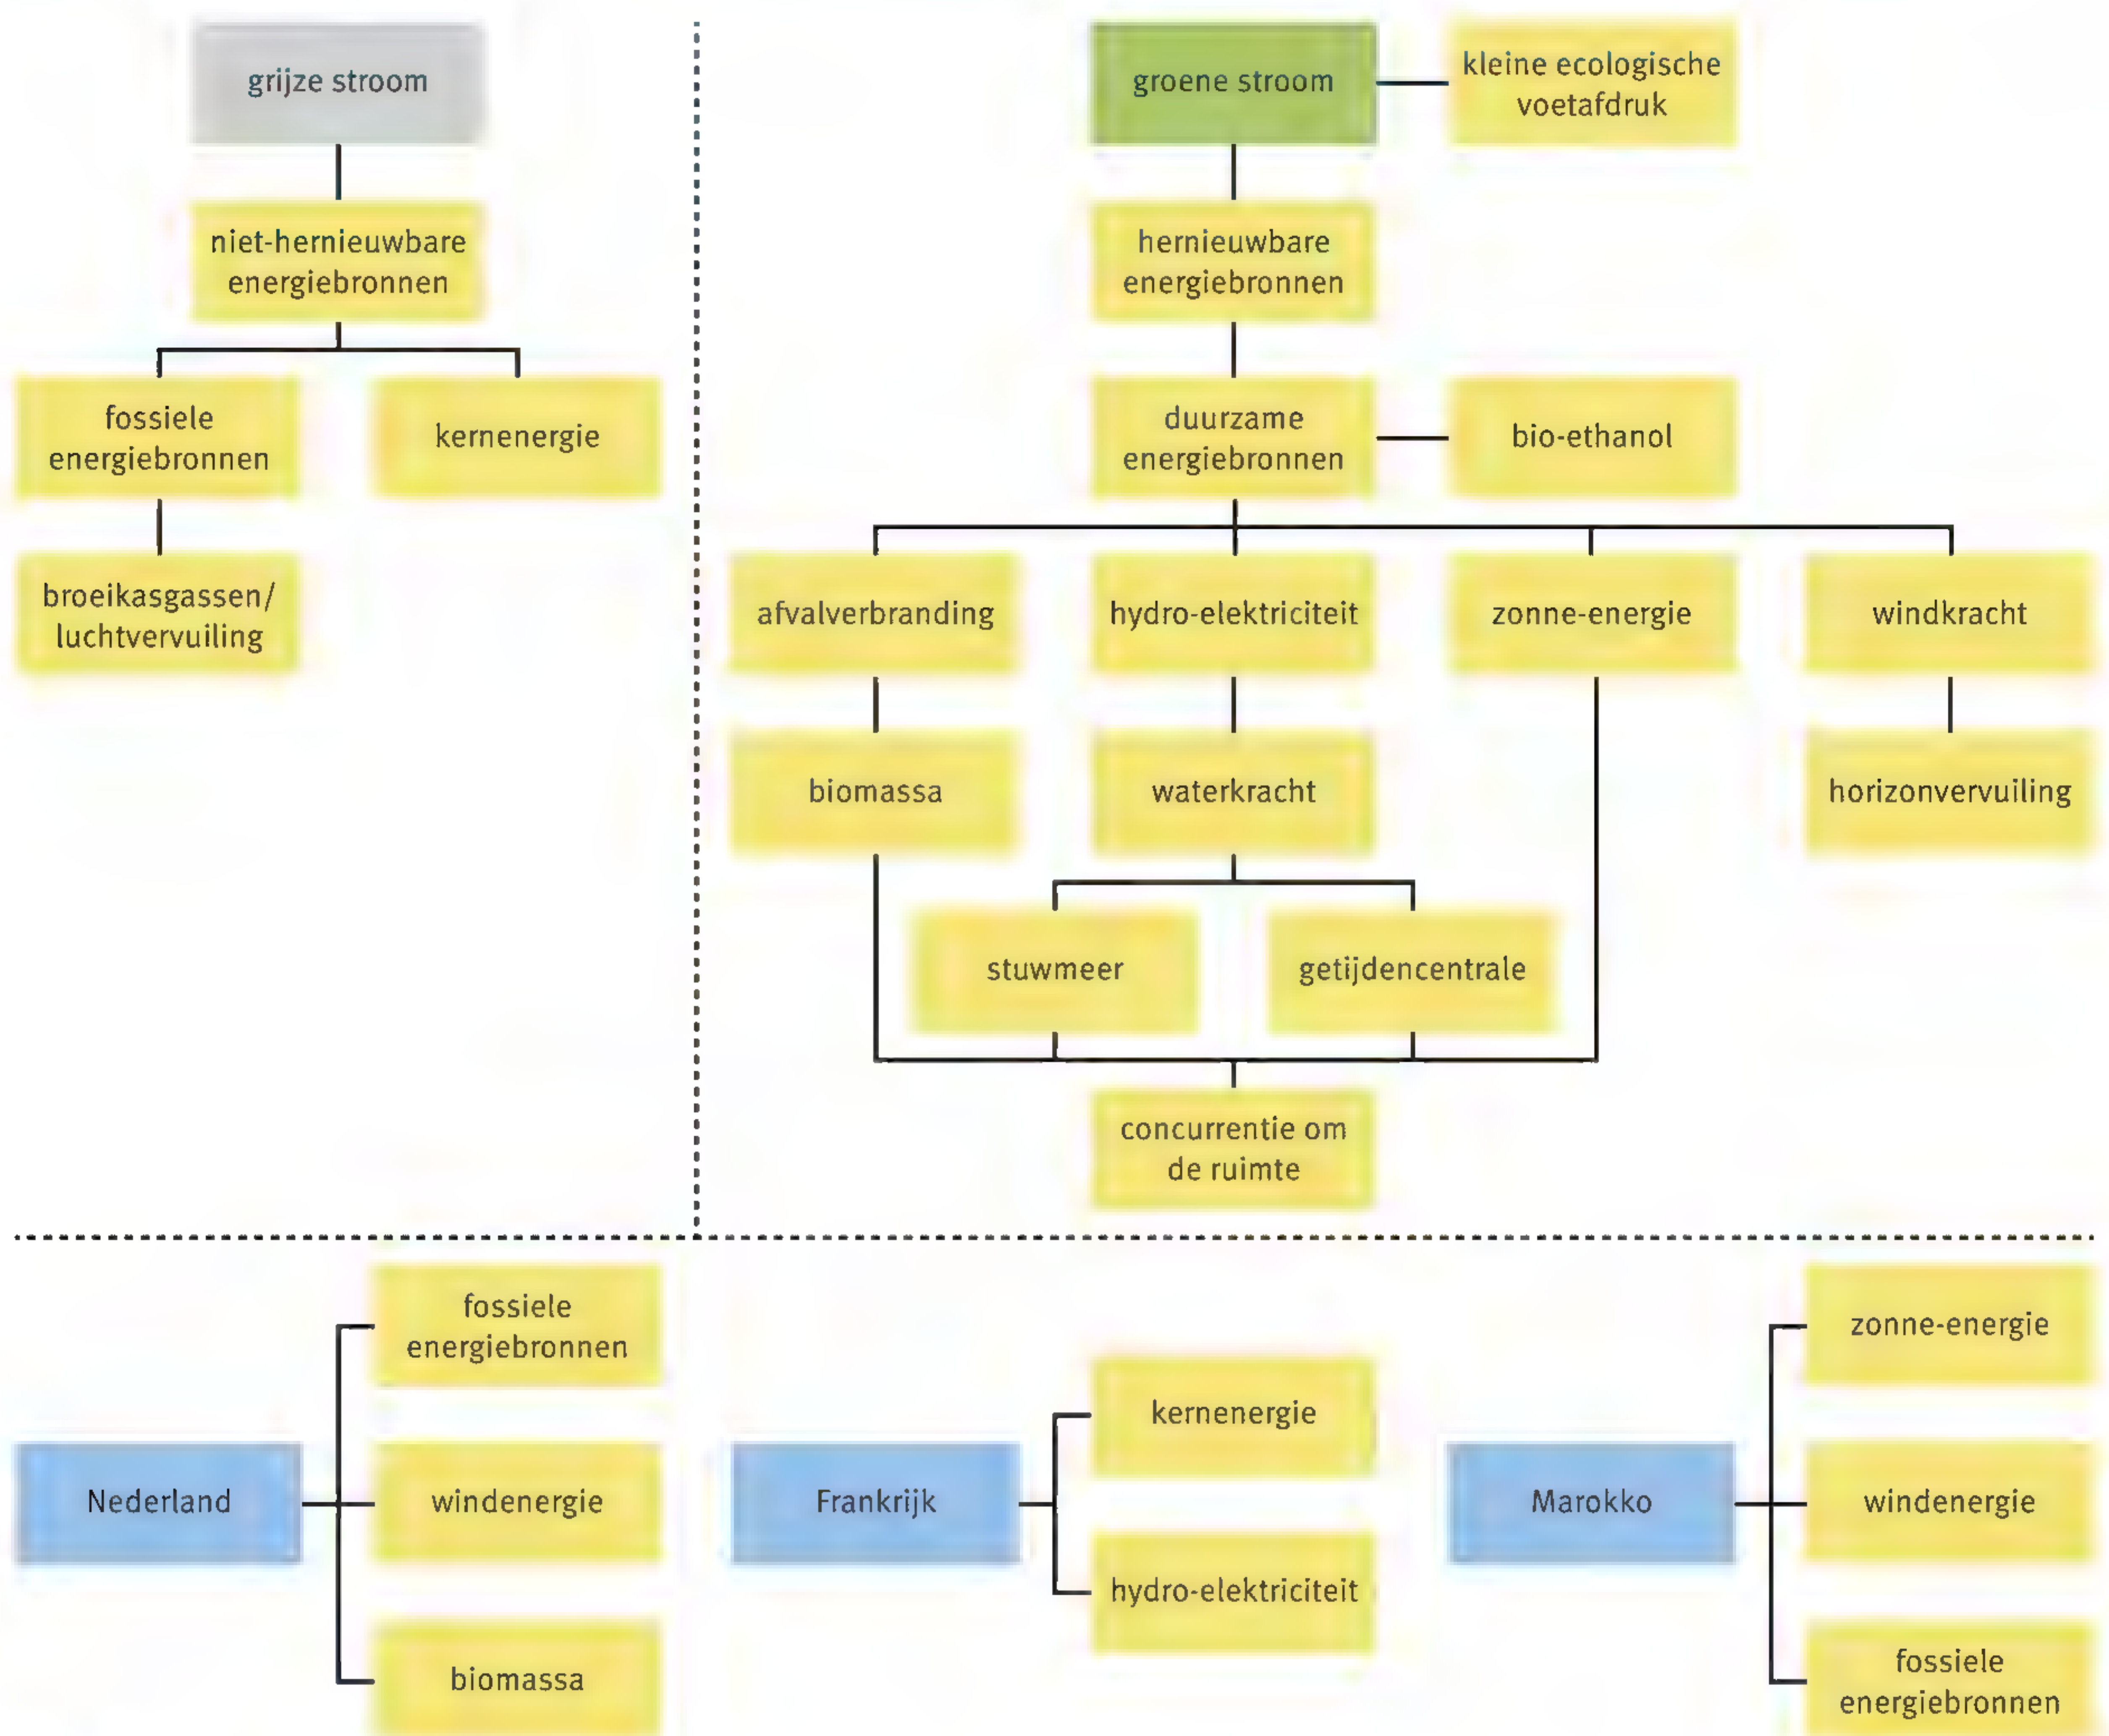 grijze stroom
niet-hernieuwbare
energiebronnen
fossiele
energiebronnen
kernenergie
broeikasgassen/
luchtvervuiling
groene stroom
kleine ecologische
voetafdruk
hernieuwbare
energiebronnen
duurzame
energiebronnen
bio-ethanol
afvalverbranding
hydro-elektriciteit
zonne-energie
windkracht
biomassa
waterkracht
horizonvervuiling
stuwmeer
getijdencentrale
concurrentie om
de ruimte
Nederland
fossiele
energiebronnen
windenergie
biomassa
Frankrijk
kernenergie
hydro-elektriciteit
Marokko
zonne-energie
windenergie
fossiele
energiebronnen